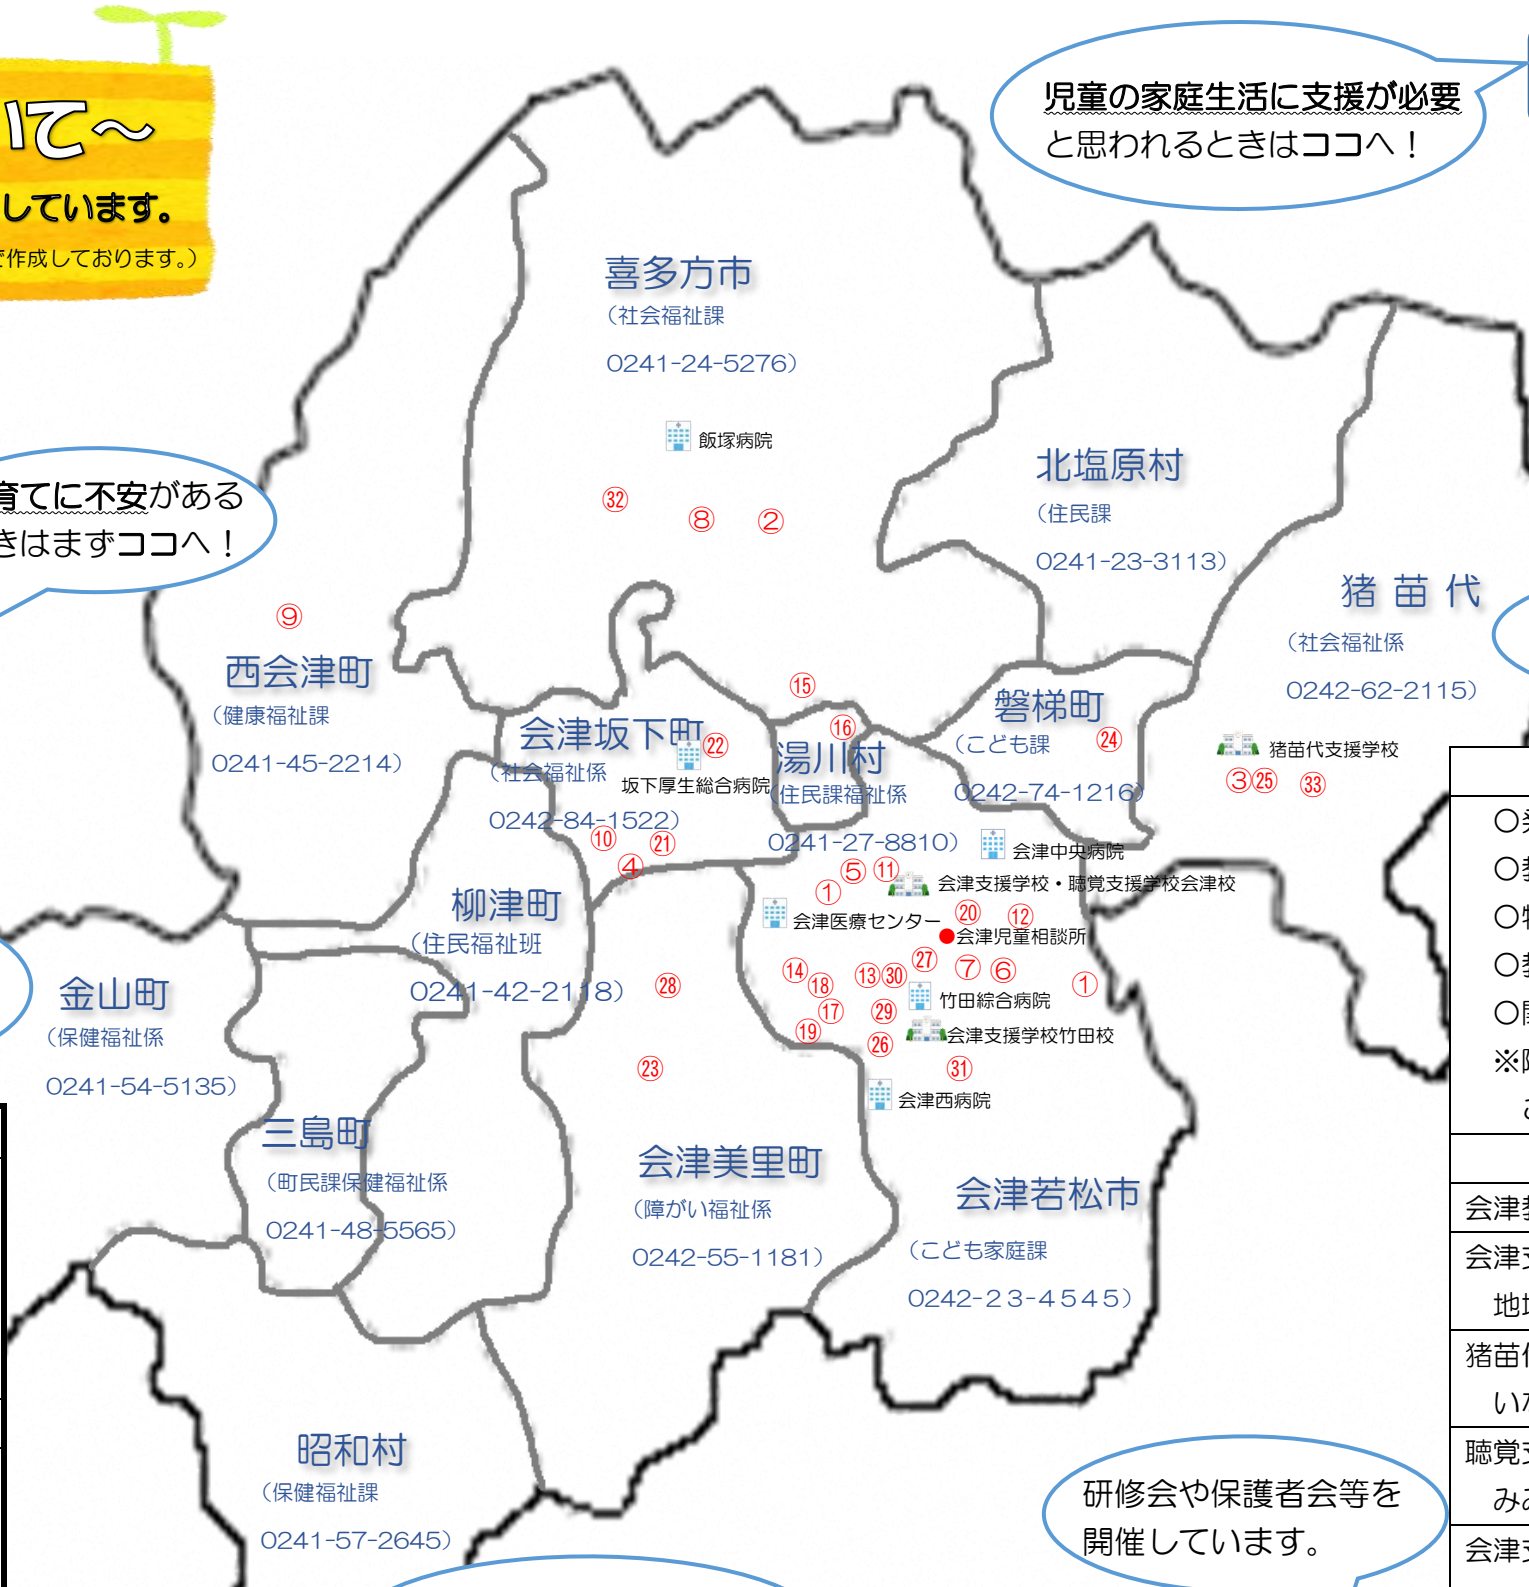 いて～
しています。
で作成しております。）
児童の家庭生活に支援が必要
と思われるときはココへ！
育てに不安がある
きはまずココへ！
喜多方市
（社会福祉課
0241-24-5276）
飯塚病院
㉜
⑧
②
北塩原村
（住民課
0241-23-3113）
猪 苗 代
（社会福祉係
0242-62-2115）
猪苗代支援学校
③㉕
㉝
⑨
西会津町
（健康福祉課
0241-45-2214）
会津坂下町
（社会福祉係
0242-84-1522）
㉒
坂下厚生総合病院
⑩
㉑
④
⑮
⑯
湯川村
（住民課福祉係
0241-27-8810）
磐梯町
（こども課
0242-74-1216）
㉔
会津中央病院
⑤
⑪
①
会津支援学校・聴覚支援学校会津校
会津医療センター
⑳
⑫
会津児童相談所
㉗
⑦
⑥
①
⑭
⑱
⑬㉚
竹田綜合病院
⑰
㉙
⑲
㉖
会津支援学校竹田校
㉛
会津西病院
柳津町
（住民福祉班
0241-42-2118）
㉘
㉓
金山町
（保健福祉係
0241-54-5135）
三島町
（町民課保健福祉係
0241-48-5565）
会津美里町
（障がい福祉係
0242-55-1181）
会津若松市
（こども家庭課
0242-23-4545）
昭和村
（保健福祉課
0241-57-2645）
研修会や保護者会等を
開催しています。
会津
会津
地
猪苗
い
聴覚
み
会津